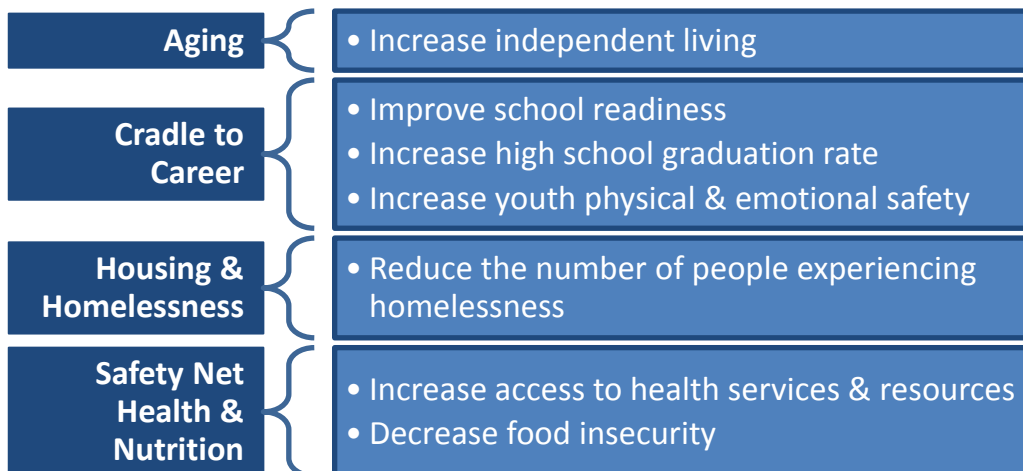 Aging
• Increase independent living
Cradle to
Career
• Improve school readiness
• Increase high school graduation rate
• Increase youth physical & emotional safety
Housing &
Homelessness
• Reduce the number of people experiencing
homelessness
Safety Net
Health &
Nutrition
• Increase access to health services & resources
• Decrease food insecurity